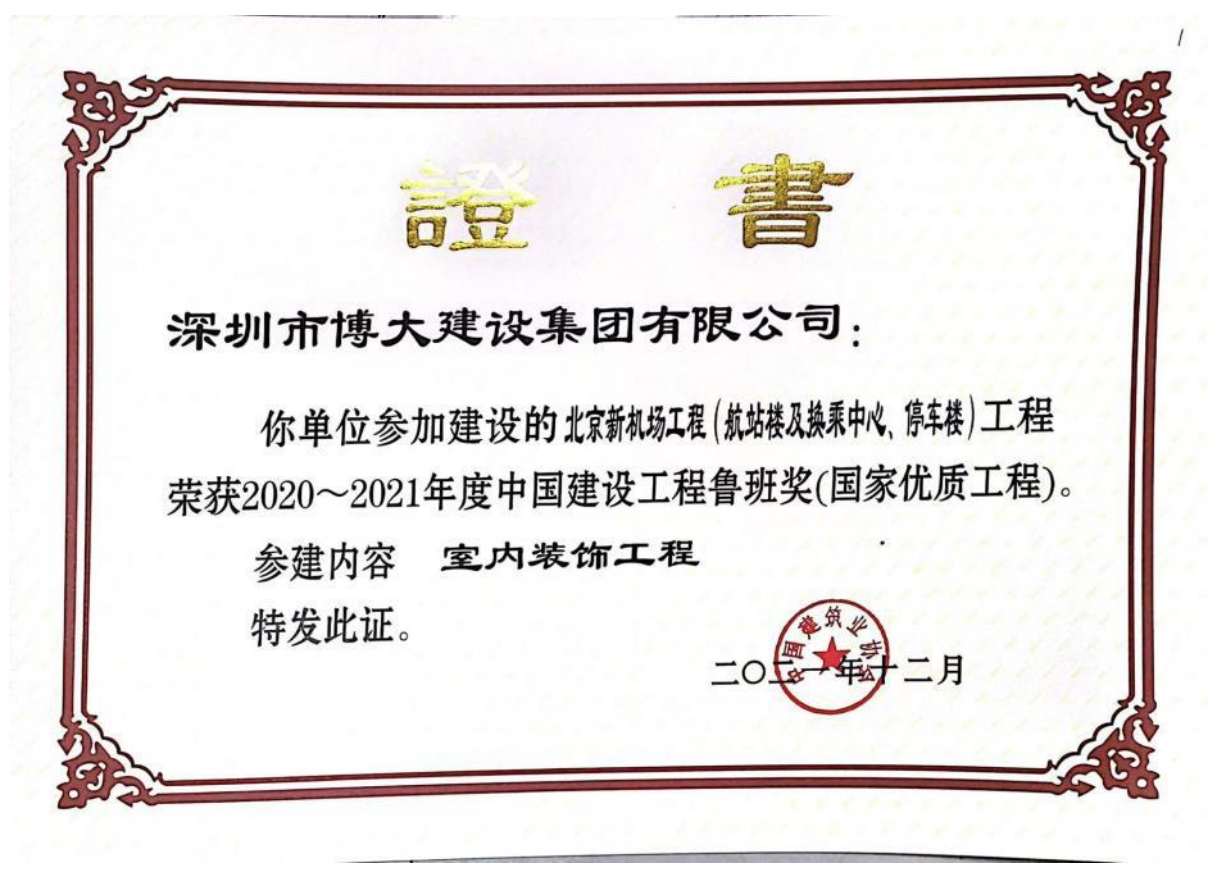 證 書
深圳市博大建设集团有限公司：
你单位参加建设的北京新机场工程(航站楼及换乘中心、停车楼)工程
荣获2020～2021年度中国建设工程鲁班奖(国家优质工程)。
参建内容 室内装饰工程
特发此证。
中国建筑业协会
二〇二一年十二月